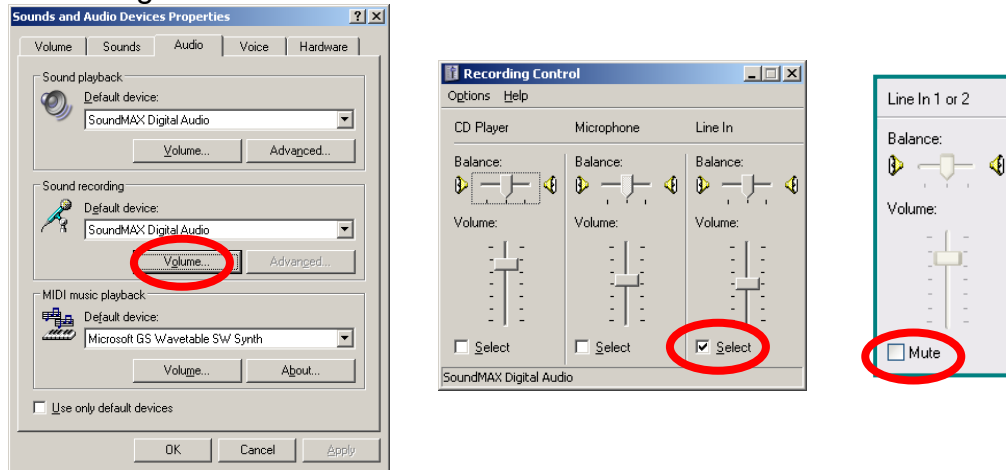 Sounds and Audio Devices Properties
Volume Sounds Audio Voice Hardware
Sound playback
Default device:
SoundMAX Digital Audio
Volume... Advanced...
Sound recording
Default device:
SoundMAX Digital Audio
Volume... Advanced...
MIDI music playback
Default device:
Microsoft GS Wavetable SW Synth
Volume... About...
Use only default devices
OK Cancel Apply
Recording Control
Options Help
CD Player Microphone Line In
Balance: Balance: Balance:
Volume: Volume: Volume:
Select Select Select
SoundMAX Digital Audio
Line In 1 or 2
Balance:
Volume:
Mute